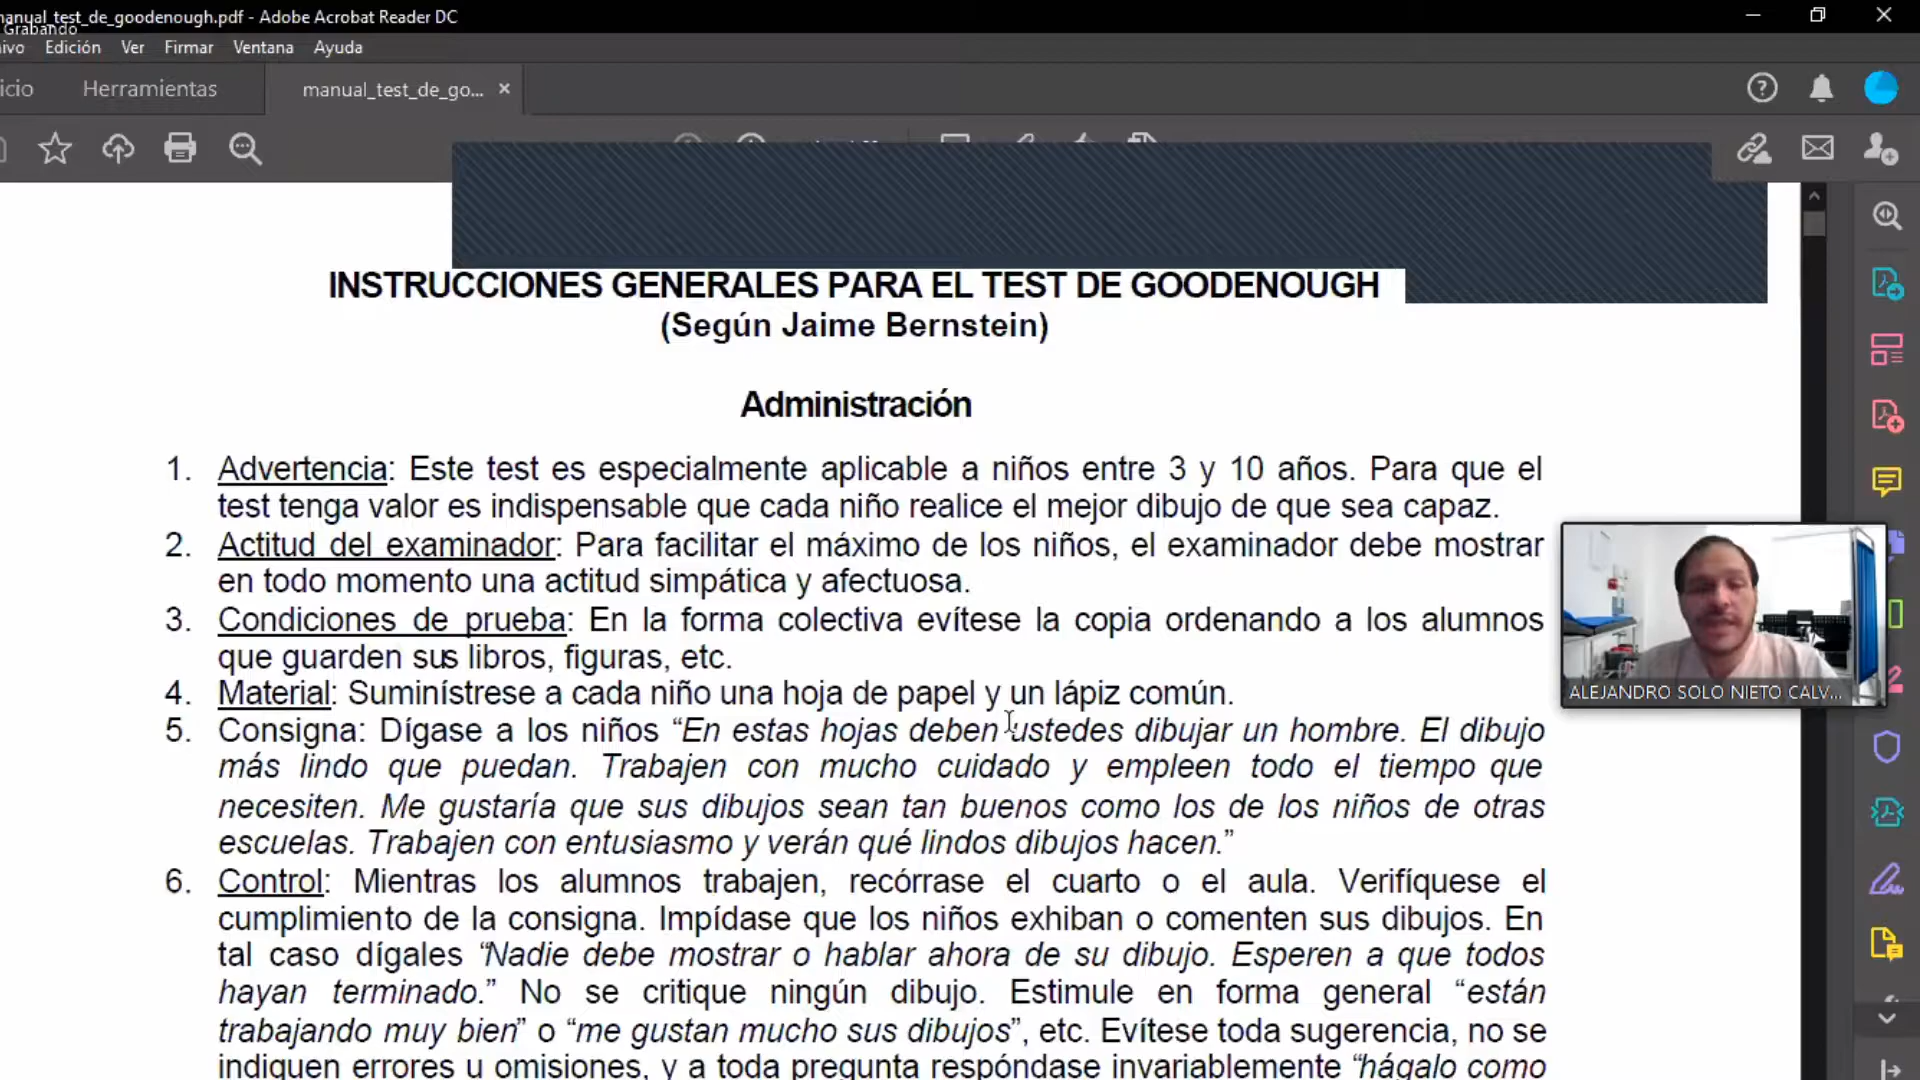 manual_test_de_goodenough.pdf - Adobe Acrobat Reader DC
Grabando
ivo Edición Ver Firmar Ventana Ayuda
icio Herramientas manual_test_de_go... ×
INSTRUCCIONES GENERALES PARA EL TEST DE GOODENOUGH
(Según Jaime Bernstein)
Administración
1. Advertencia: Este test es especialmente aplicable a niños entre 3 y 10 años. Para que el
test tenga valor es indispensable que cada niño realice el mejor dibujo de que sea capaz.
2. Actitud del examinador: Para facilitar el máximo de los niños, el examinador debe mostrar
en todo momento una actitud simpática y afectuosa.
3. Condiciones de prueba: En la forma colectiva evítese la copia ordenando a los alumnos
que guarden sus libros, figuras, etc.
4. Material: Suminístrese a cada niño una hoja de papel y un lápiz común.
ALEJANDRO SOLO NIETO CALV...
5. Consigna: Dígase a los niños “En estas hojas deben ustedes dibujar un hombre. El dibujo
más lindo que puedan. Trabajen con mucho cuidado y empleen todo el tiempo que
necesiten. Me gustaría que sus dibujos sean tan buenos como los de los niños de otras
escuelas. Trabajen con entusiasmo y verán qué lindos dibujos hacen.”
6. Control: Mientras los alumnos trabajen, recórrase el cuarto o el aula. Verifíquese el
cumplimiento de la consigna. Impídase que los niños exhiban o comenten sus dibujos. En
tal caso dígales “Nadie debe mostrar o hablar ahora de su dibujo. Esperen a que todos
hayan terminado.” No se critique ningún dibujo. Estimule en forma general “están
trabajando muy bien” o “me gustan mucho sus dibujos”, etc. Evítese toda sugerencia, no se
indiquen errores u omisiones, y a toda pregunta respóndase invariablemente “hágalo como